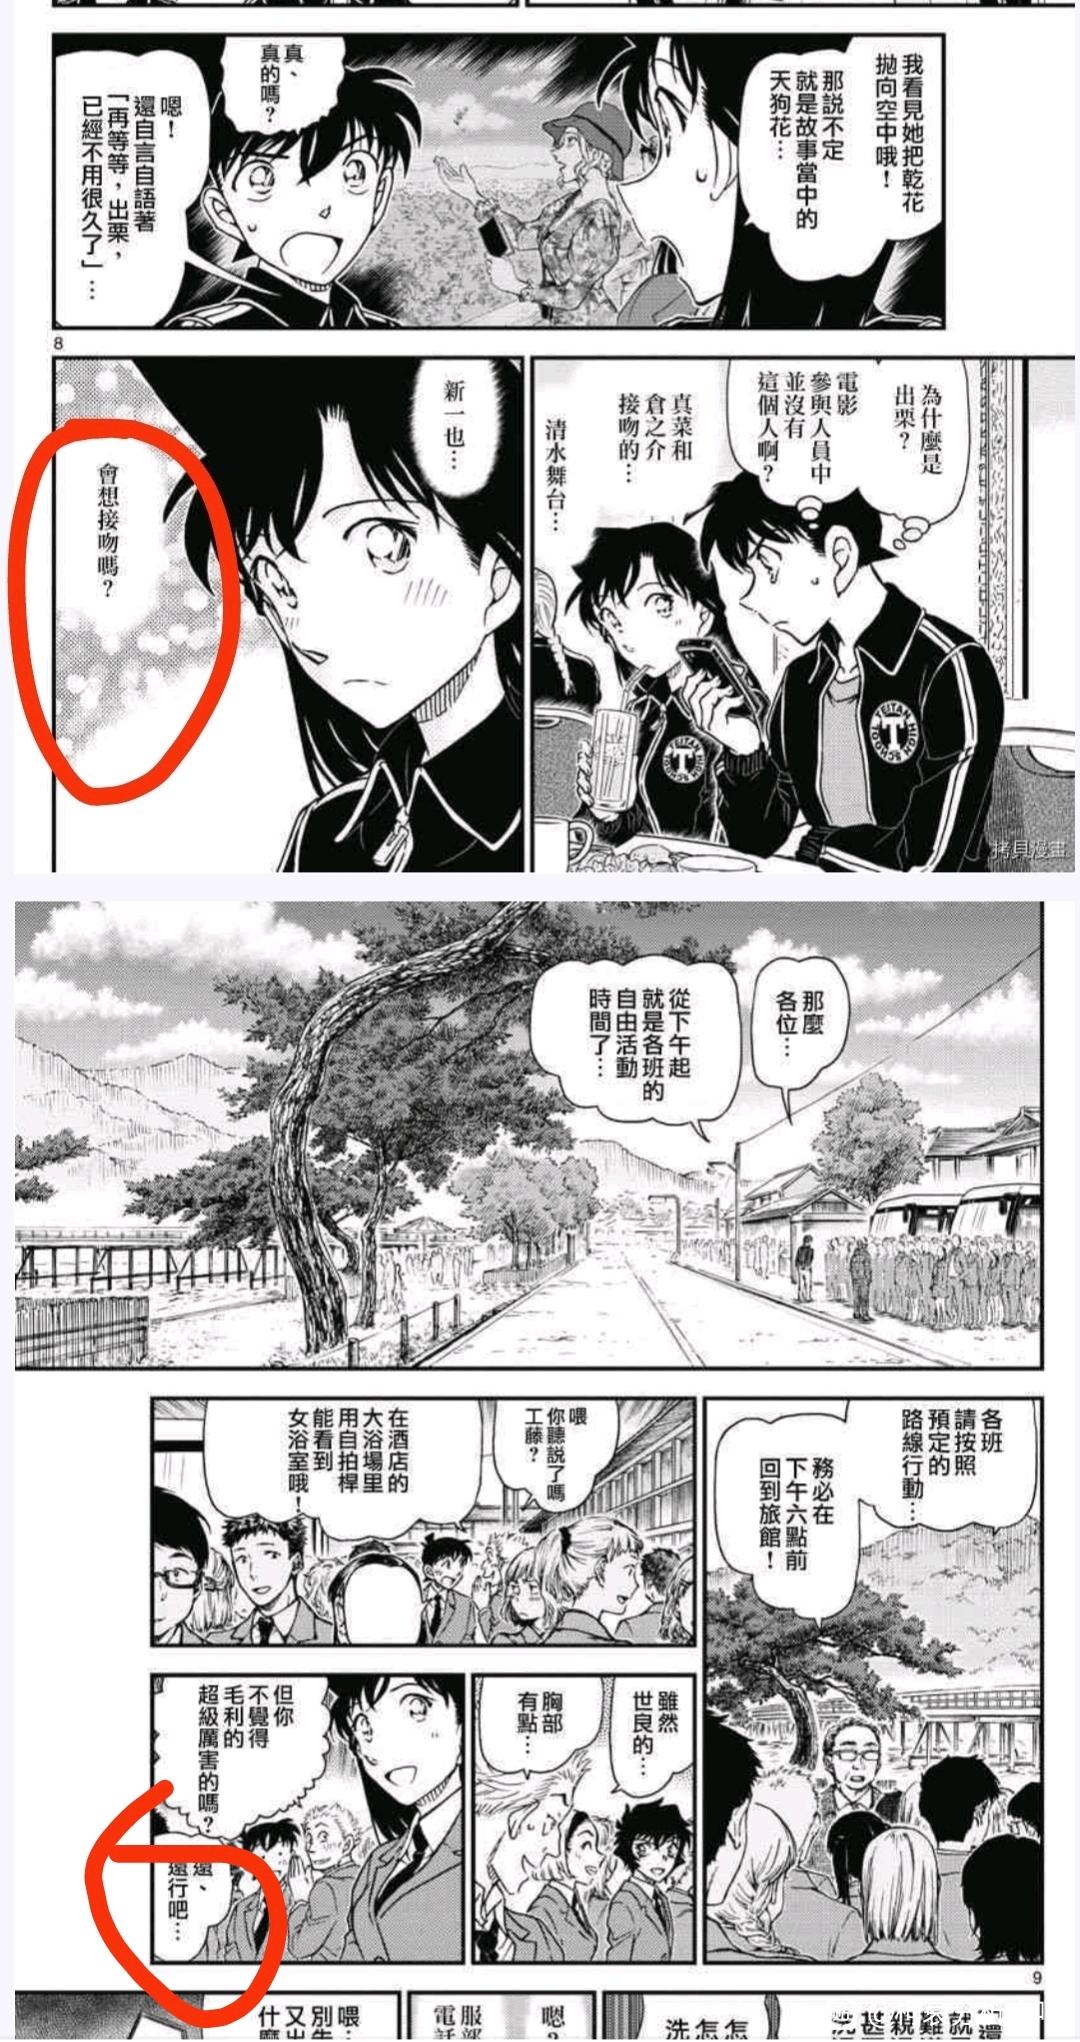 我看見她把乾花
拋向空中哦！
那説不定
就是故事當中的
天狗花…
真、
真的嗎？
嗯！
還自言自語著
「再等等，出栗，
已經不用很久了」…
8
為什麼是
出栗？
電影
參與人員中
並沒有
這個人啊？
真菜和
倉之介
接吻的…
清水舞台…
TEITAN HIGH SCHOOL
T
TEITAN HIGH SCHOOL
T
新一也…
會想接吻嗎？
拷貝漫畫
那麼
各位…
從下午起
就是各班的
自由活動
時間了…
各班
請按照
預定的
路線行動…
務必在
下午六點前
回到旅館！
喂
你聽説了嗎
工藤？
在酒店的
大浴場里
用自拍桿
能看到
女浴室哦！
雖然
世良的…
胸部
有點…
但你
不覺得
毛利的
超級厲害的嗎？
還、
還行吧…
9